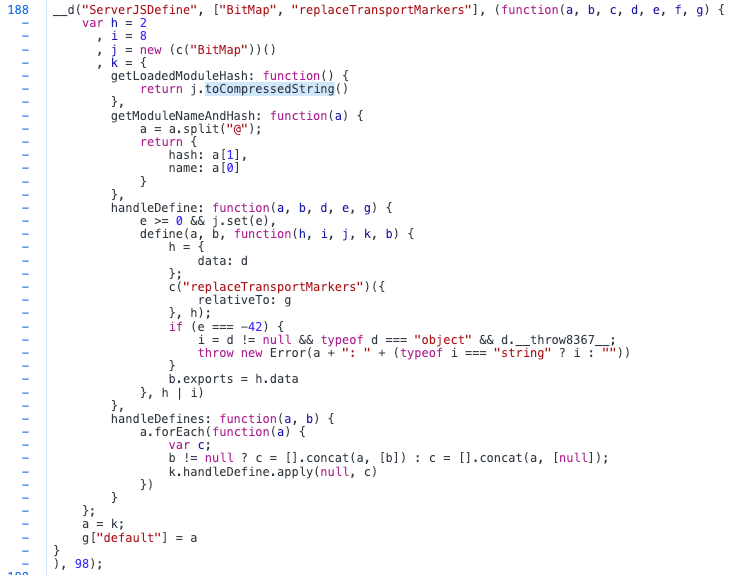 188 __d("ServerJSDefine", ["BitMap", "replaceTransportMarkers"], (function(a, b, c, d, e, f, g) {
- var h = 2
- , i = 8
- , j = new (c("BitMap"))()
- , k = {
- getLoadedModuleHash: function() {
- return j.toCompressedString()
- },
- getModuleNameAndHash: function(a) {
- a = a.split("@");
- return {
- hash: a[1],
- name: a[0]
- }
- },
- handleDefine: function(a, b, d, e, g) {
- e >= 0 && j.set(e),
- define(a, b, function(h, i, j, k, b) {
- h = {
- data: d
- };
- c("replaceTransportMarkers")({
- relativeTo: g
- }, h);
- if (e === -42) {
- i = d != null && typeof d === "object" && d.__throw8367__;
- throw new Error(a + ": " + (typeof i === "string" ? i : ""))
- }
- b.exports = h.data
- }, h | i)
- },
- handleDefines: function(a, b) {
- a.forEach(function(a) {
- var c;
- b != null ? c = [].concat(a, [b]) : c = [].concat(a, [null]);
- k.handleDefine.apply(null, c)
- })
- }
- };
- a = k;
- g["default"] = a
- }
- ), 98);